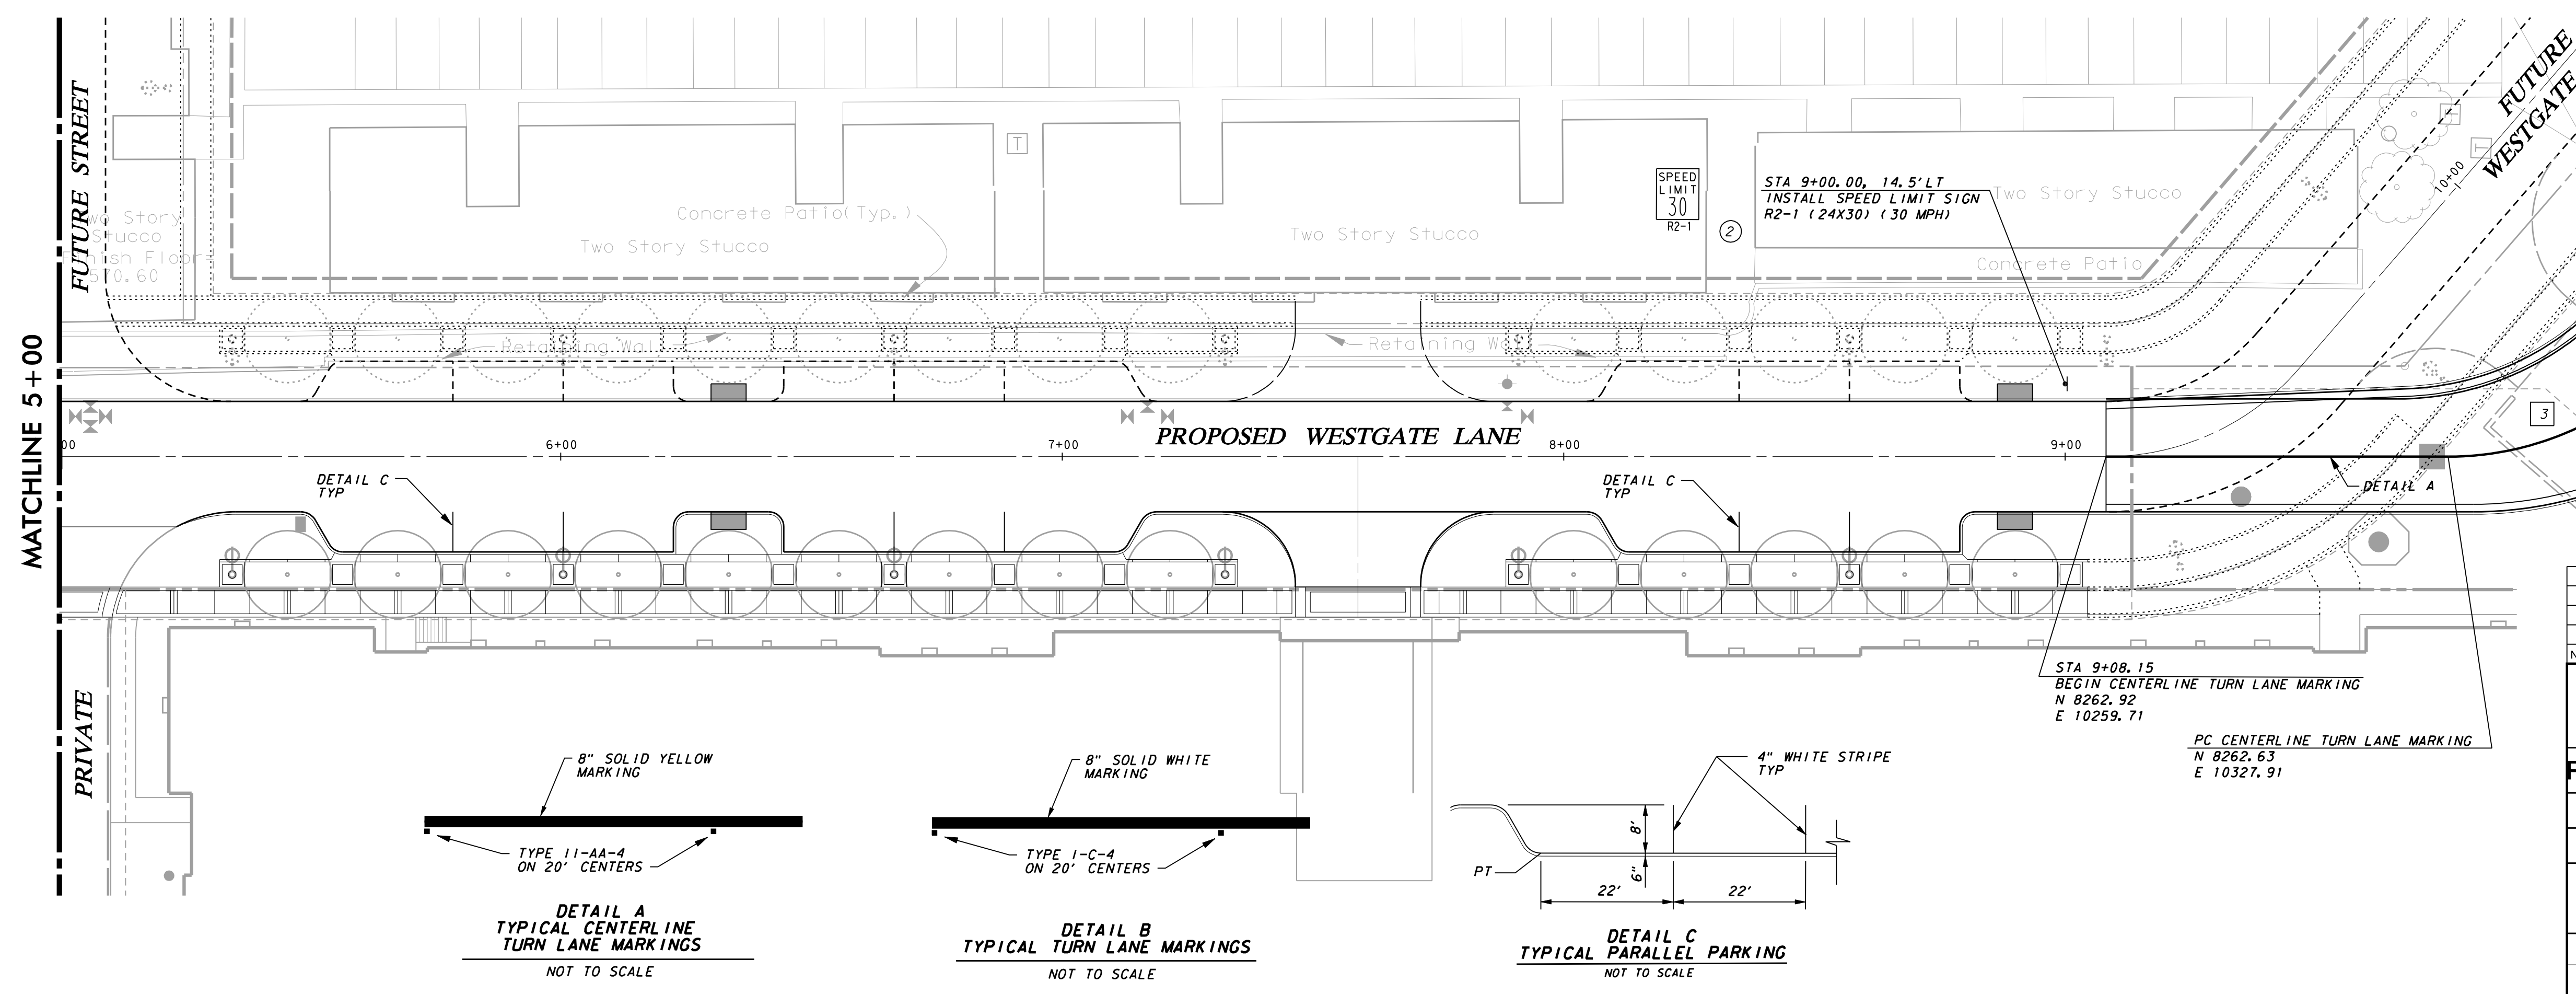 MATCHLINE 5+00
FUTURE STREET
PRIVATE
Two Story
Stucco
Finish Floor=
570.60
Concrete Patio(Typ.)
Two Story Stucco
T
Two Story Stucco
SPEED
LIMIT
30
R2-1
2
STA 9+00.00, 14.5'LT
INSTALL SPEED LIMIT SIGN
R2-1 (24X30) (30 MPH)
Two Story Stucco
Concrete Patio
T
T
10+00
FUTURE
WESTGATE
Retaining Wall
Retaining Wall
3
PROPOSED WESTGATE LANE
00
6+00
7+00
8+00
9+00
DETAIL C
TYP
DETAIL C
TYP
DETAIL A
STA 9+08.15
BEGIN CENTERLINE TURN LANE MARKING
N 8262.92
E 10259.71
PC CENTERLINE TURN LANE MARKING
N 8262.63
E 10327.91
8" SOLID YELLOW
MARKING
TYPE II-AA-4
ON 20' CENTERS
DETAIL A
TYPICAL CENTERLINE
TURN LANE MARKINGS
NOT TO SCALE
8" SOLID WHITE
MARKING
TYPE I-C-4
ON 20' CENTERS
DETAIL B
TYPICAL TURN LANE MARKINGS
NOT TO SCALE
4" WHITE STRIPE
TYP
8'
6"
PT
22'
22'
DETAIL C
TYPICAL PARALLEL PARKING
NOT TO SCALE